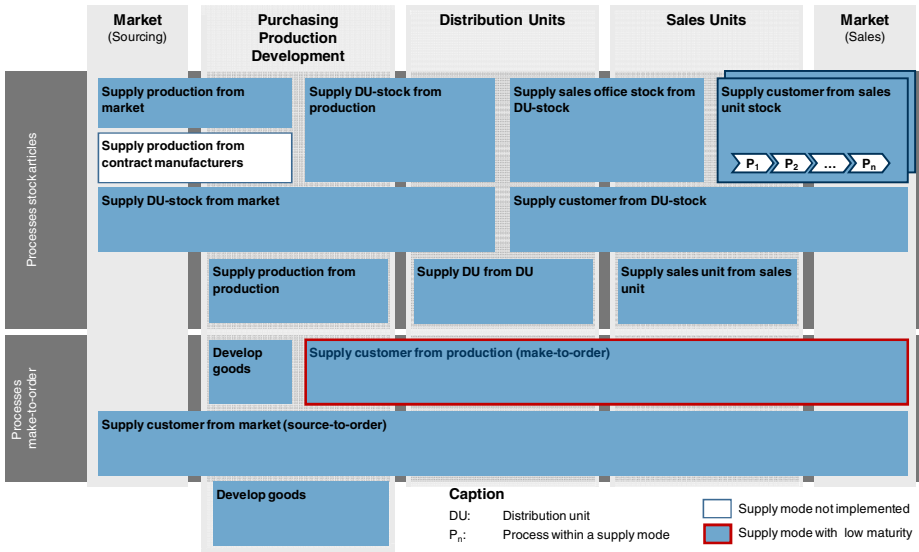 Market
(Sourcing)
Purchasing
Production
Development
Distribution Units
Sales Units
Market
(Sales)
Processes stock articles
Supply production from
market
Supply DU-stock from
production
Supply sales office stock from
DU-stock
Supply customer from sales
unit stock
P1
P2
...
Pn
Supply production from
contract manufacturers
Supply DU-stock from market
Supply customer from DU-stock
Supply production from
production
Supply DU from DU
Supply sales unit from sales
unit
Processes
make-to-order
Develop
goods
Supply customer from production (make-to-order)
Supply customer from market (source-to-order)
Develop goods
Caption
DU: Distribution unit
Pn: Process within a supply mode
Supply mode not implemented
Supply mode with low maturity